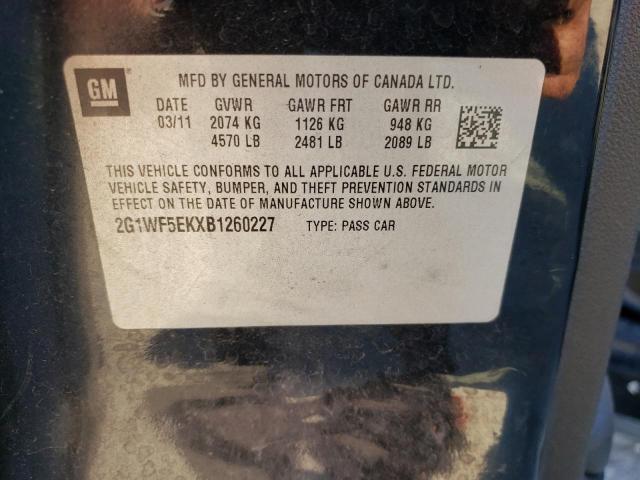 GM
MFD BY GENERAL MOTORS OF CANADA LTD.
DATE GVWR GAWR FRT GAWR RR
03/11 2074 KG 1126 KG 948 KG
4570 LB 2481 LB 2089 LB
THIS VEHICLE CONFORMS TO ALL APPLICABLE U.S. FEDERAL MOTOR
VEHICLE SAFETY, BUMPER, AND THEFT PREVENTION STANDARDS IN
EFFECT ON THE DATE OF MANUFACTURE SHOWN ABOVE.
2G1WF5EKXB1260227 TYPE: PASS CAR